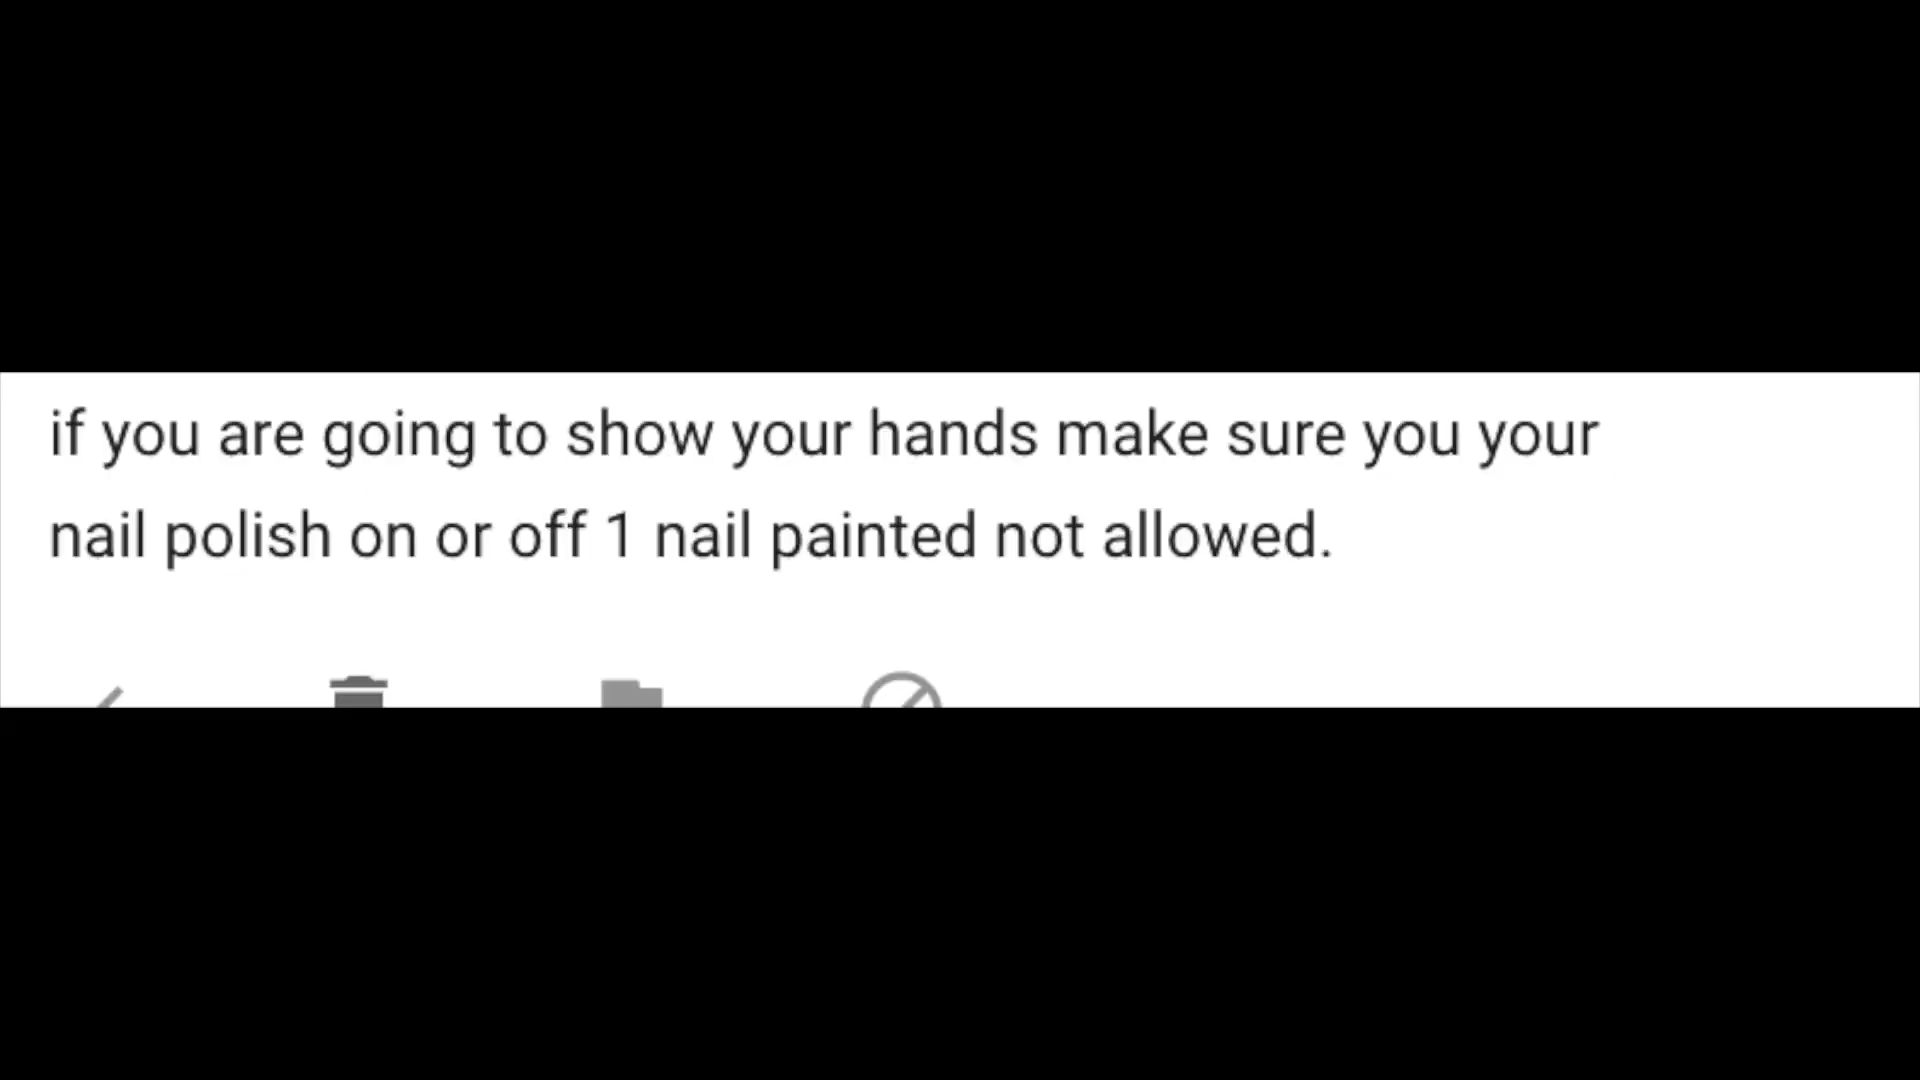 if you are going to show your hands make sure you your
nail polish on or off 1 nail painted not allowed.